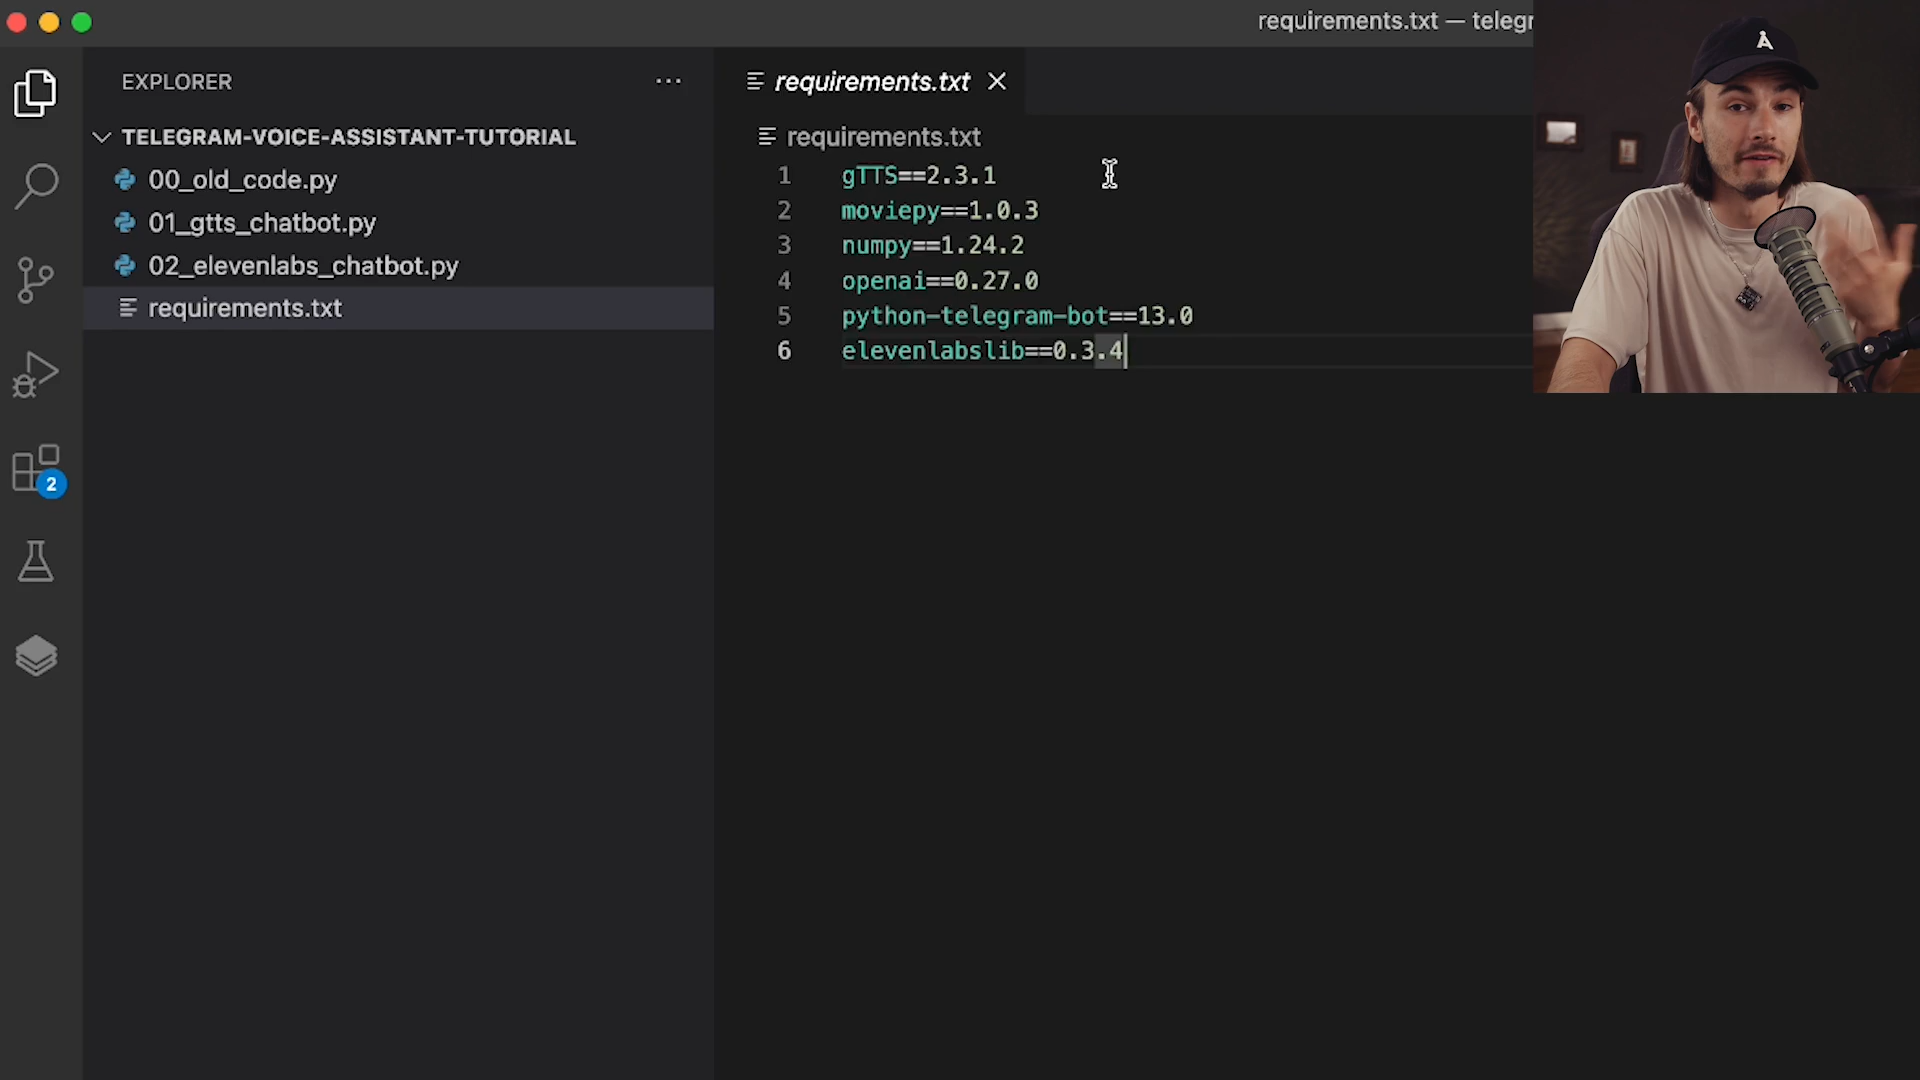 requirements.txt — telegr
EXPLORER
TELEGRAM-VOICE-ASSISTANT-TUTORIAL
00_old_code.py
01_gtts_chatbot.py
02_elevenlabs_chatbot.py
requirements.txt
2
requirements.txt
requirements.txt
1 gTTS==2.3.1
2 moviepy==1.0.3
3 numpy==1.24.2
4 openai==0.27.0
5 python-telegram-bot==13.0
6 elevenlabslib==0.3.4